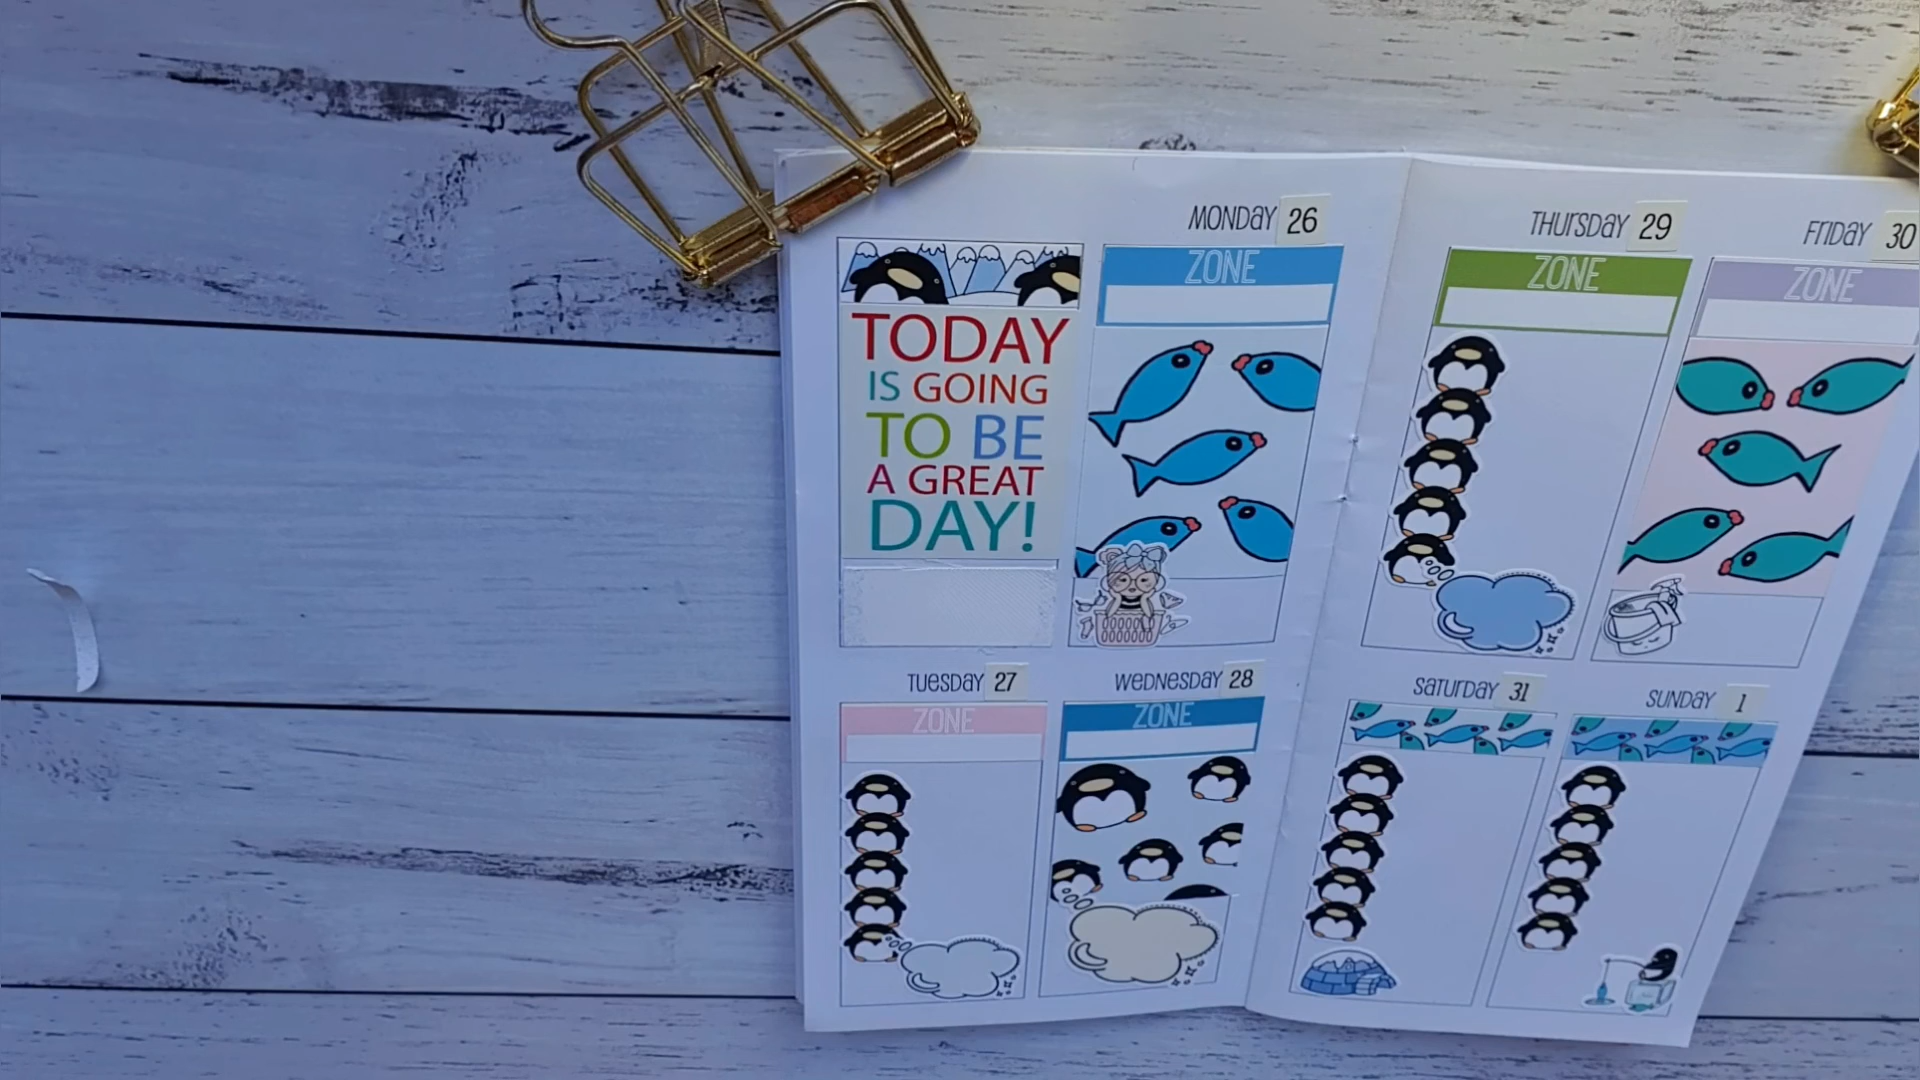 MONDAY 26
ZONE
TODAY
IS GOING
TO BE
A GREAT
DAY!
TUESDAY 27
ZONE
WEDNESDAY 28
ZONE
THURSDAY 29
ZONE
FRIDAY 30
ZONE
SATURDAY 31
SUNDAY 1